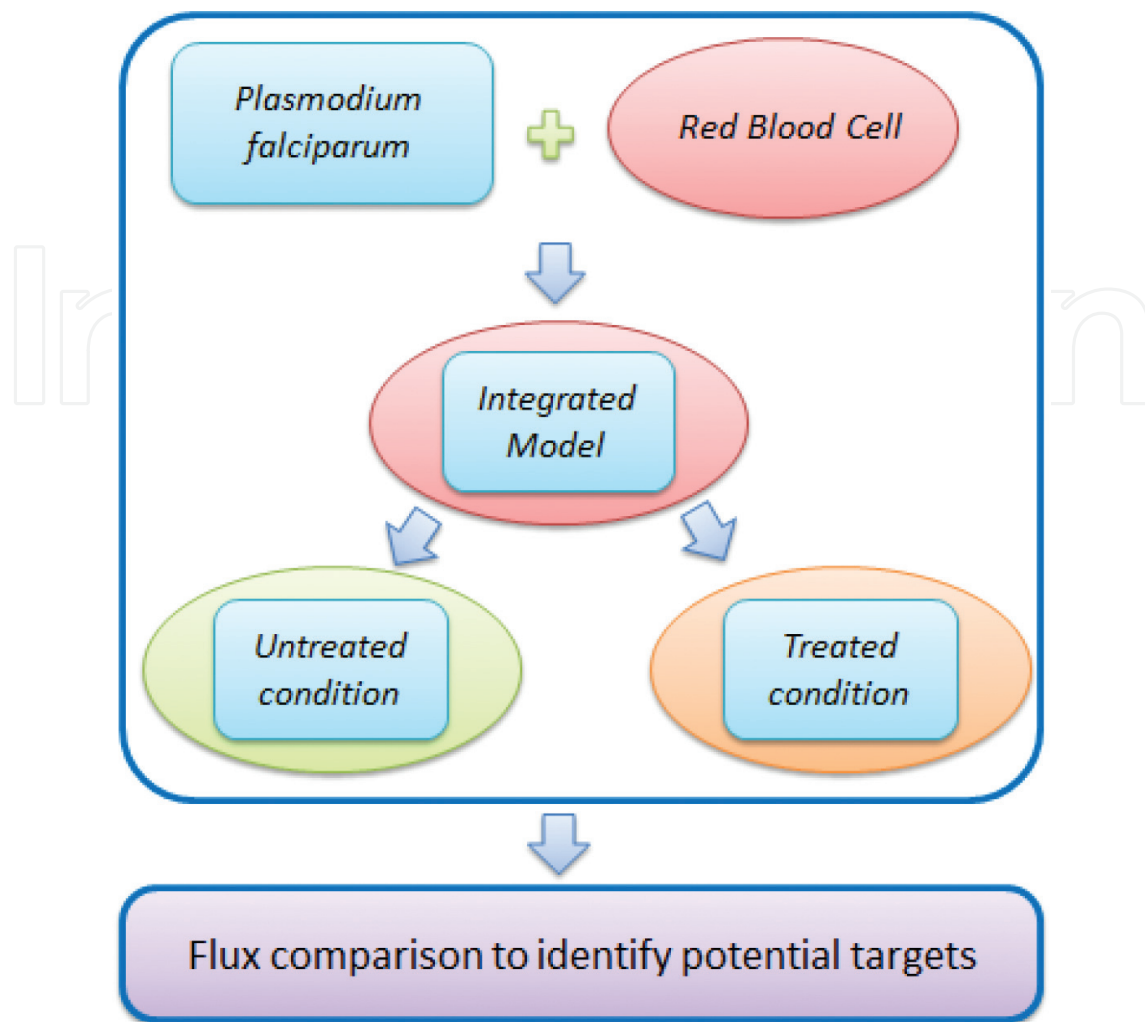 Plasmodium
falciparum
Red Blood Cell
Integrated
Model
Untreated
condition
Treated
condition
Flux comparison to identify potential targets